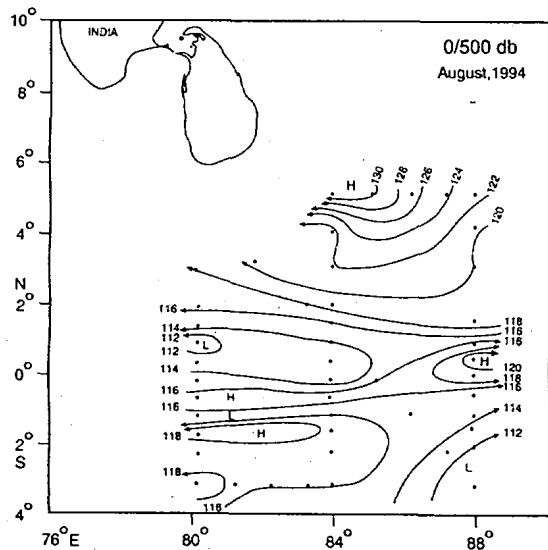 10°
INDIA
0/500 db
August,1994
8°
6°
H 130 128 126 124 122
120
4°
N
2°
116 118
114 116
112 L 116
112 H
0° 114 120
118
116 H 116
116 L 114
118 H 112
2°
S
118 L
116
4°
76°E 80° 84° 88°